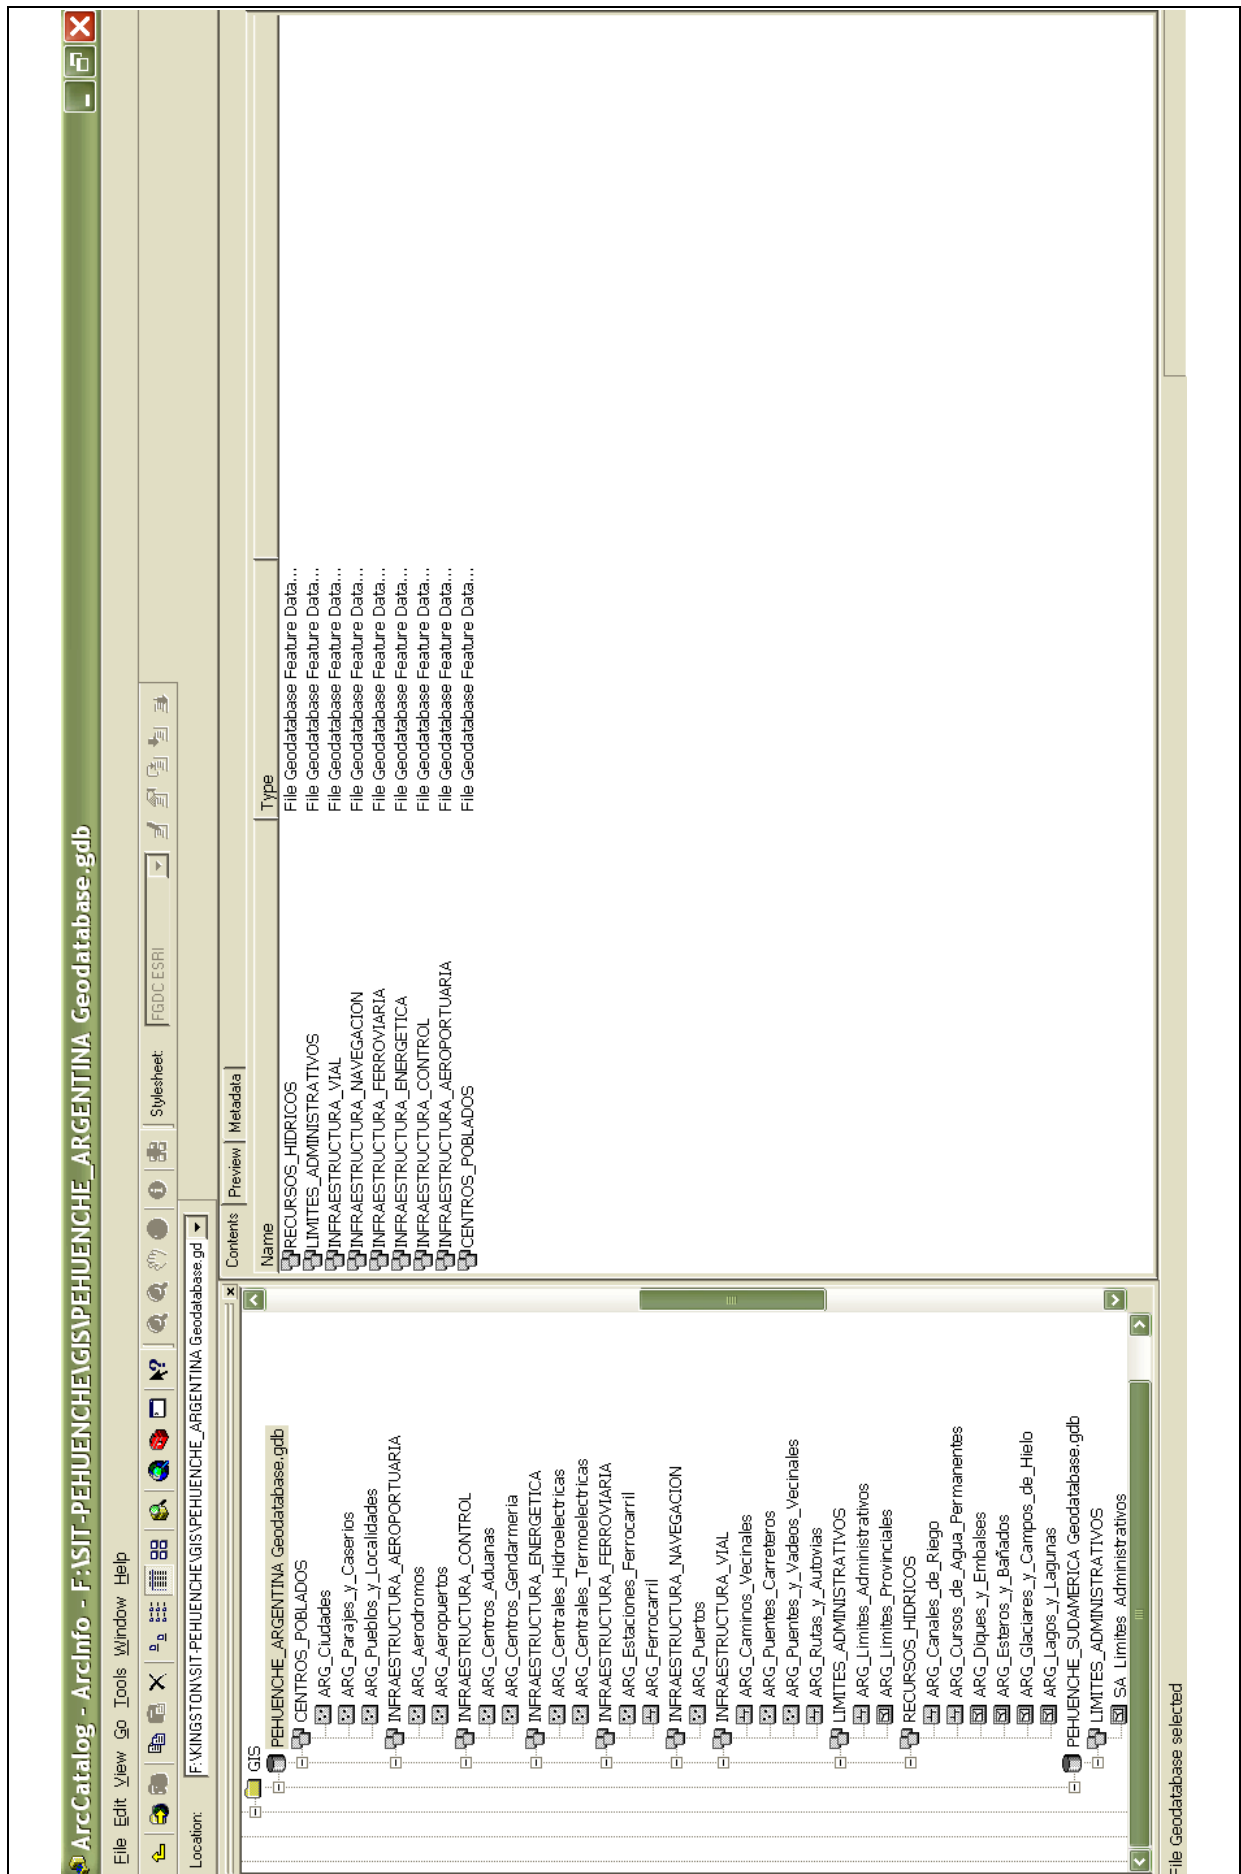 ArcCatalog - ArcInfo - F:\SIT-PEHUENCHE\GIS\PEHUENCHE_ARGENTINA Geodatabase.gdb
File Edit View Go Tools Window Help
Stylesheet: FGDC ESRI
Location: F:\KINGSTON\SIT-PEHUENCHE\GIS\PEHUENCHE_ARGENTINA Geodatabase.gd
GIS
PEHUENCHE_ARGENTINA Geodatabase.gdb
CENTROS_POBLADOS
ARG_Ciudades
ARG_Parajes_y_Caserios
ARG_Pueblos_y_Localidades
INFRAESTRUCTURA_AEROPORTUARIA
ARG_Aerodromos
ARG_Aeropuertos
INFRAESTRUCTURA_CONTROL
ARG_Centros_Aduanas
ARG_Centros_Gendarmeria
INFRAESTRUCTURA_ENERGETICA
ARG_Centrales_Hidroelectricas
ARG_Centrales_Termoelectricas
INFRAESTRUCTURA_FERROVIARIA
ARG_Estaciones_Ferrocarril
ARG_Ferrocarril
INFRAESTRUCTURA_NAVEGACION
ARG_Puertos
INFRAESTRUCTURA_VIAL
ARG_Caminos_Vecinales
ARG_Puentes_Carreteros
ARG_Puentes_y_Vadeos_Vecinales
ARG_Rutas_y_Autovias
LIMITES_ADMINISTRATIVOS
ARG_Limites_Administrativos
ARG_Limites_Provinciales
RECURSOS_HIDRICOS
ARG_Canales_de_Riego
ARG_Cursos_de_Agua_Permanentes
ARG_Diques_y_Embalses
ARG_Esteros_y_Bañados
ARG_Glaciares_y_Campos_de_Hielo
ARG_Lagos_y_Lagunas
PEHUENCHE_SUDAMERICA Geodatabase.gdb
LIMITES_ADMINISTRATIVOS
SA_Limites_Administrativos
Contents Preview Metadata
Name Type
RECURSOS_HIDRICOS File Geodatabase Feature Data...
LIMITES_ADMINISTRATIVOS File Geodatabase Feature Data...
INFRAESTRUCTURA_VIAL File Geodatabase Feature Data...
INFRAESTRUCTURA_NAVEGACION File Geodatabase Feature Data...
INFRAESTRUCTURA_FERROVIARIA File Geodatabase Feature Data...
INFRAESTRUCTURA_ENERGETICA File Geodatabase Feature Data...
INFRAESTRUCTURA_CONTROL File Geodatabase Feature Data...
INFRAESTRUCTURA_AEROPORTUARIA File Geodatabase Feature Data...
CENTROS_POBLADOS File Geodatabase Feature Data...
File Geodatabase selected